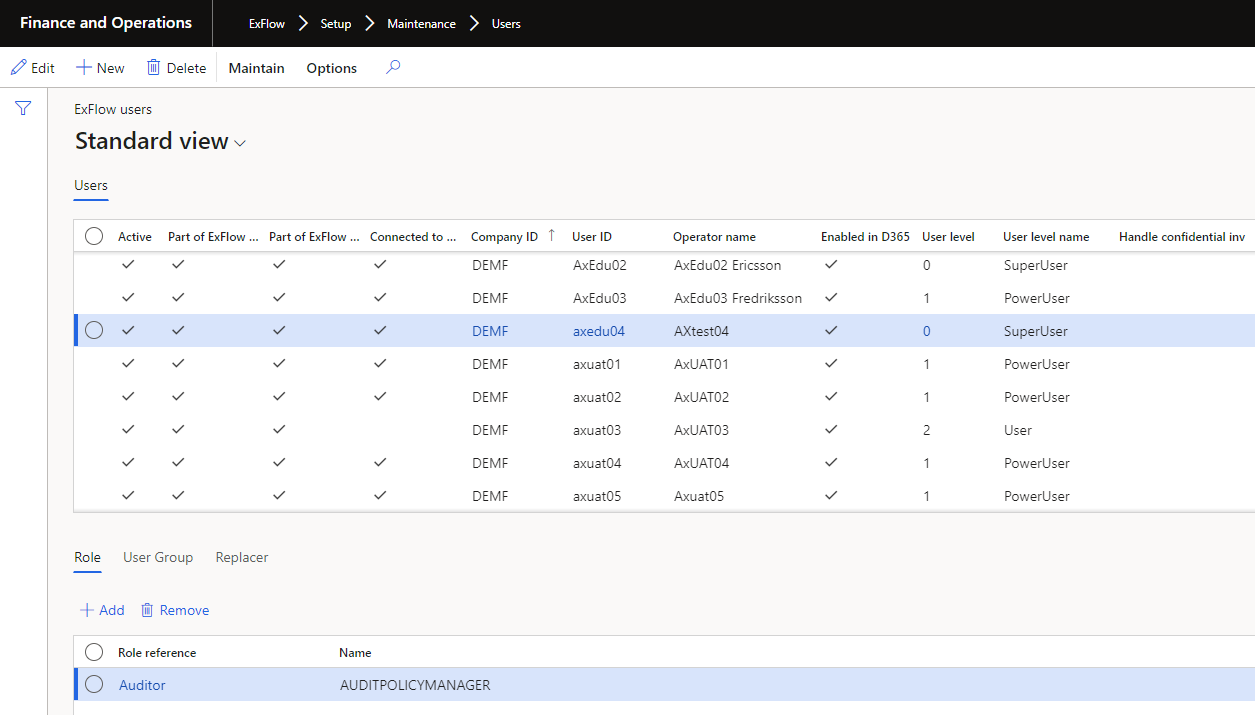 Finance and Operations ExFlow Setup Maintenance Users
Edit New Delete Maintain Options
ExFlow users
Standard view
Users
Active Part of ExFlow ... Part of ExFlow ... Connected to ... Company ID ↑ User ID Operator name Enabled in D365 User level User level name Handle confidential inv
DEMF AxEdu02 AxEdu02 Ericsson 0 SuperUser
DEMF AxEdu03 AxEdu03 Fredriksson 1 PowerUser
DEMF axedu04 AXtest04 0 SuperUser
DEMF axuat01 AxUAT01 1 PowerUser
DEMF axuat02 AxUAT02 1 PowerUser
DEMF axuat03 AxUAT03 2 User
DEMF axuat04 AxUAT04 1 PowerUser
DEMF axuat05 Axuat05 1 PowerUser
Role User Group Replacer
Add Remove
Role reference Name
Auditor AUDITPOLICYMANAGER